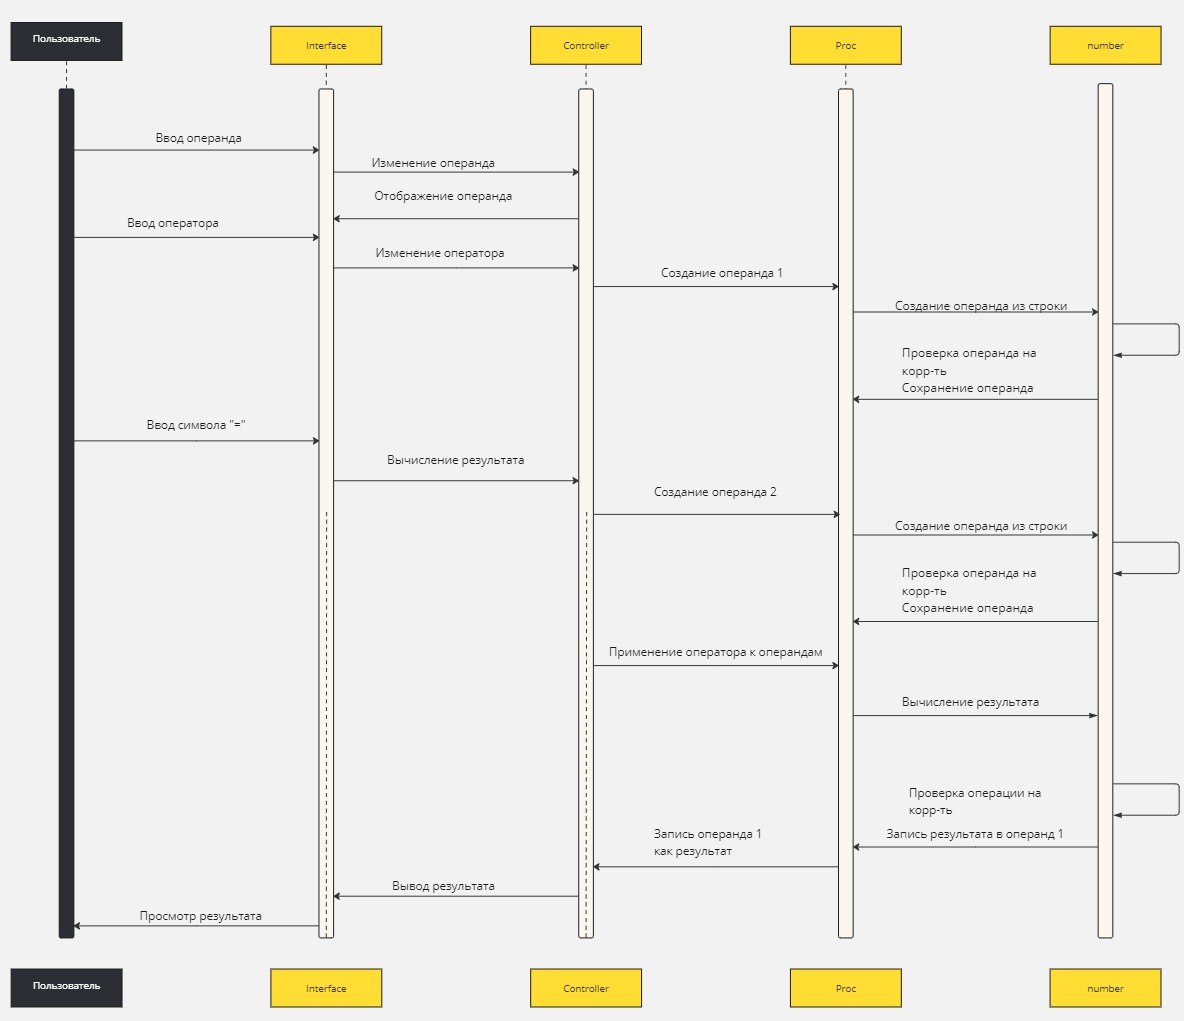 Пользователь
Interface
Controller
Proc
number
Ввод операнда
Изменение операнда
Отображение операнда
Ввод оператора
Изменение оператора
Создание операнда 1
Создание операнда из строки
Проверка операнда на
корр-ть
Сохранение операнда
Ввод символа "="
Вычисление результата
Создание операнда 2
Создание операнда из строки
Проверка операнда на
корр-ть
Сохранение операнда
Применение оператора к операндам
Вычисление результата
Проверка операции на
корр-ть
Запись результата в операнд 1
Запись операнда 1
как результат
Вывод результата
Просмотр результата
Пользователь
Interface
Controller
Proc
number